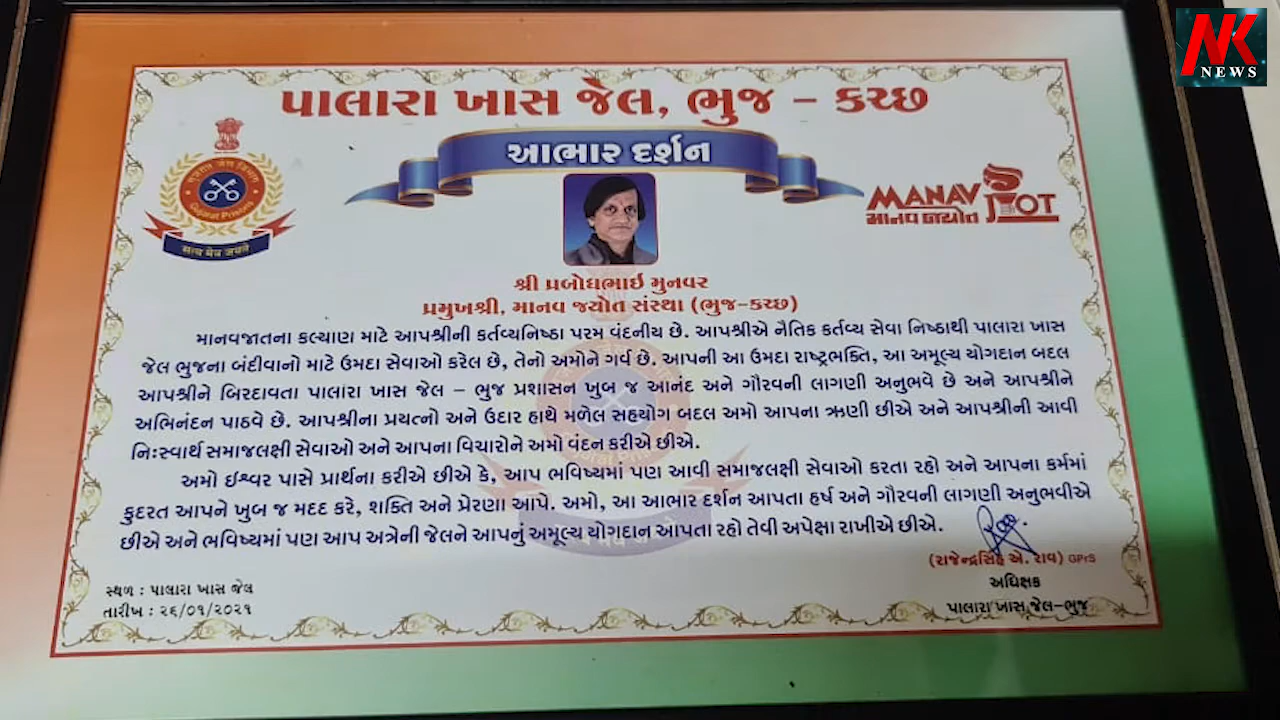 NK
NEWS
પાલારા ખાસ જેલ, ભુજ - કચ્છ
આભાર દર્શન
ગુજરાત જેલ વિભાગ
Gujarat Prisons
सत्य मेव जयते
MANAV JYOT
માનવ જ્યોત
શ્રી પ્રબોધભાઈ મુનવર
પ્રમુખશ્રી, માનવ જ્યોત સંસ્થા (ભુજ-કચ્છ)
માનવજાતના કલ્યાણ માટે આપશ્રીની કર્તવ્યનિષ્ઠા પરમ વંદનીય છે. આપશ્રીએ નૈતિક કર્તવ્ય સેવા નિષ્ઠાથી પાલારા ખાસ
જેલ ભુજના બંદીવાનો માટે ઉમદા સેવાઓ કરેલ છે, તેનો અમોને ગર્વ છે. આપની આ ઉમદા રાષ્ટ્રભક્તિ, આ અમૂલ્ય યોગદાન બદલ
આપશ્રીને બિરદાવતા પાલારા ખાસ જેલ – ભુજ પ્રશાસન ખુબ જ આનંદ અને ગૌરવની લાગણી અનુભવે છે અને આપશ્રીને
અભિનંદન પાઠવે છે. આપશ્રીના પ્રયત્નો અને ઉદાર હાથે મળેલ સહયોગ બદલ અમો આપના ઋણી છીએ અને આપશ્રીની આવી
નિઃસ્વાર્થ સમાજલક્ષી સેવાઓ અને આપના વિચારોને અમો વંદન કરીએ છીએ.
અમો ઈશ્વર પાસે પ્રાર્થના કરીએ છીએ કે, આપ ભવિષ્યમાં પણ આવી સમાજલક્ષી સેવાઓ કરતા રહો અને આપના કર્મમાં
કુદરત આપને ખુબ જ મદદ કરે, શક્તિ અને પ્રેરણા આપે. અમો, આ આભાર દર્શન આપતા હર્ષ અને ગૌરવની લાગણી અનુભવીએ
છીએ અને ભવિષ્યમાં પણ આપ અત્રેની જેલને આપનું અમૂલ્ય યોગદાન આપતા રહો તેવી અપેક્ષા રાખીએ છીએ.
(રાજેન્દ્રસિંહ એ. રાવ) GPrS
અધિક્ષક
પાલારા ખાસ જેલ-ભુજ
સ્થળ : પાલારા ખાસ જેલ
તારીખ : ૨૬/૦૧/૨૦૨૧